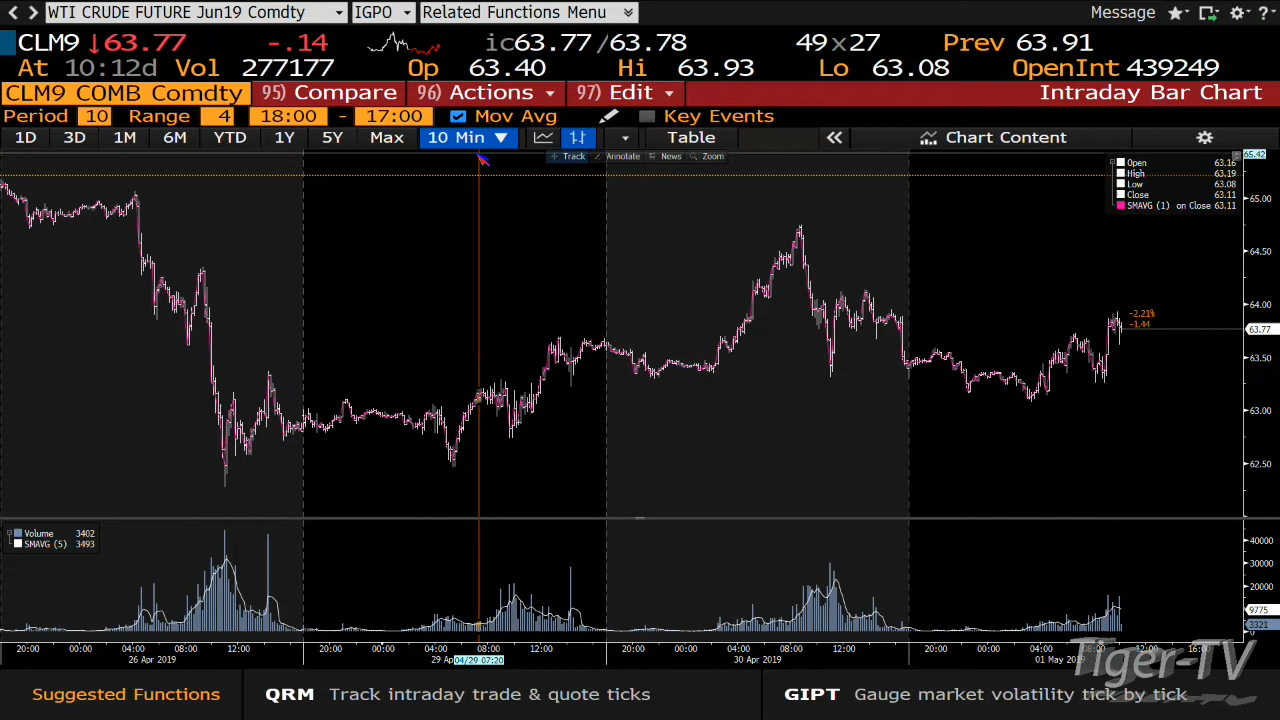 WTI CRUDE FUTURE Jun19 Comdty IGPO Related Functions Menu Message
CLM9 ↓63.77 -.14 ic63.77/63.78 49x27 Prev 63.91
At 10:12d Vol 277177 Op 63.40 Hi 63.93 Lo 63.08 OpenInt 439249
CLM9 COMB Comdty 95) Compare 96) Actions 97) Edit Intraday Bar Chart
Period 10 Range 4 18:00 - 17:00 Mov Avg Key Events
1D 3D 1M 6M YTD 1Y 5Y Max 10 Min ▼ Table « Chart Content
Track Annotate News Zoom
65.42
Open 63.16
High 63.19
Low 63.08
Close 63.11
SMAVG (1) on Close 63.11
65.00
64.50
64.00
-2.21%
-1.44
63.77
63.50
63.00
62.50
Volume 3402
SMAVG (5) 3493
40000
30000
20000
9775
3321
0
20:00 00:00 04:00 08:00 12:00 20:00 00:00 04:00 08:00 12:00 20:00 00:00 04:00 08:00 12:00 20:00 00:00 04:00 08:00 12:00 16:00
26 Apr 2019 29 Ap 04/29 07:20 30 Apr 2019 01 May 2019
Tiger-TV
Suggested Functions QRM Track intraday trade & quote ticks GIPT Gauge market volatility tick by tick